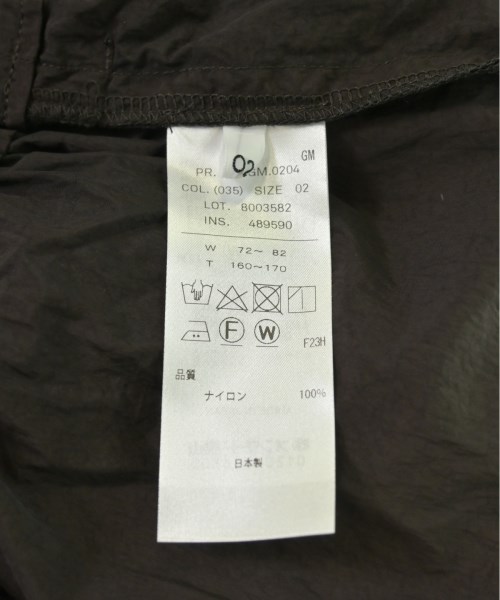 GM
02
PR. GM.0204
COL. (035) SIZE 02
LOT. 8003582
INS. 489590
W 72~ 82
T 160~170
F W
F23H
品質
ナイロン 100%
日本製